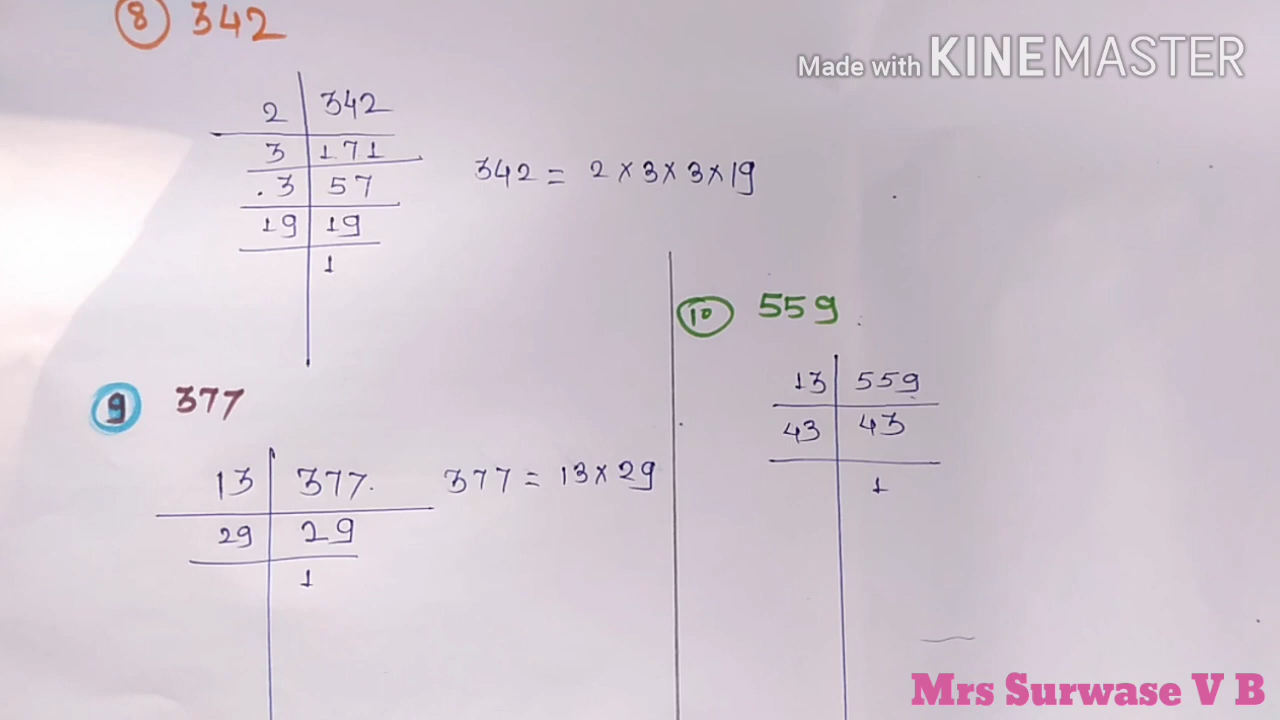 8 342
Made with KINEMASTER
2 | 342
3 | 171
.3 | 57
19 | 19
1
342 = 2 × 3 × 3 × 19
9 377
13 | 377.
29 | 29
1
377 = 13 × 29
10 559
13 | 559
43 | 43
1
Mrs Surwase V B